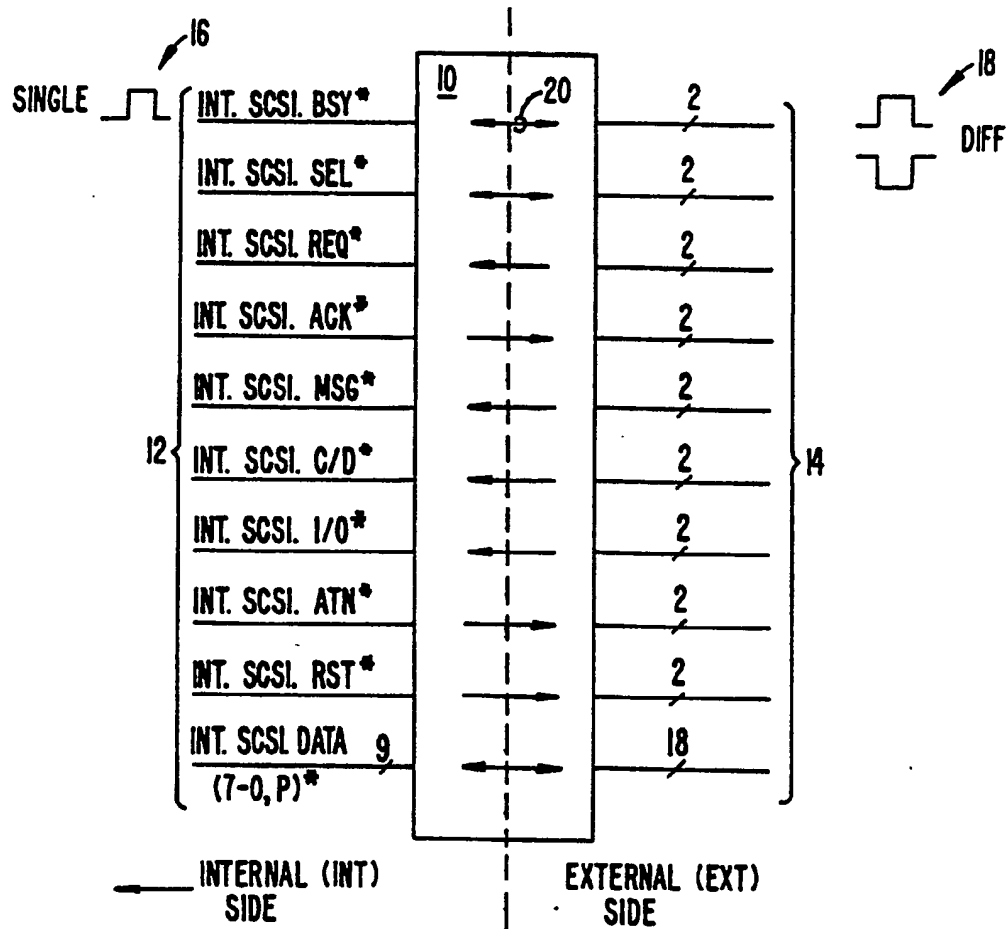 16
18
SINGLE
10
20
DIFF
INT. SCSI. BSY*
2
INT. SCSI. SEL*
2
INT. SCSI. REQ*
2
INT. SCSI. ACK*
2
INT. SCSI. MSG*
2
12
14
INT. SCSI. C/D*
2
INT. SCSI. I/O*
2
INT. SCSI. ATN*
2
INT. SCSI. RST*
2
INT. SCSI. DATA
9
18
(7-0, P)*
INTERNAL (INT)
SIDE
EXTERNAL (EXT)
SIDE